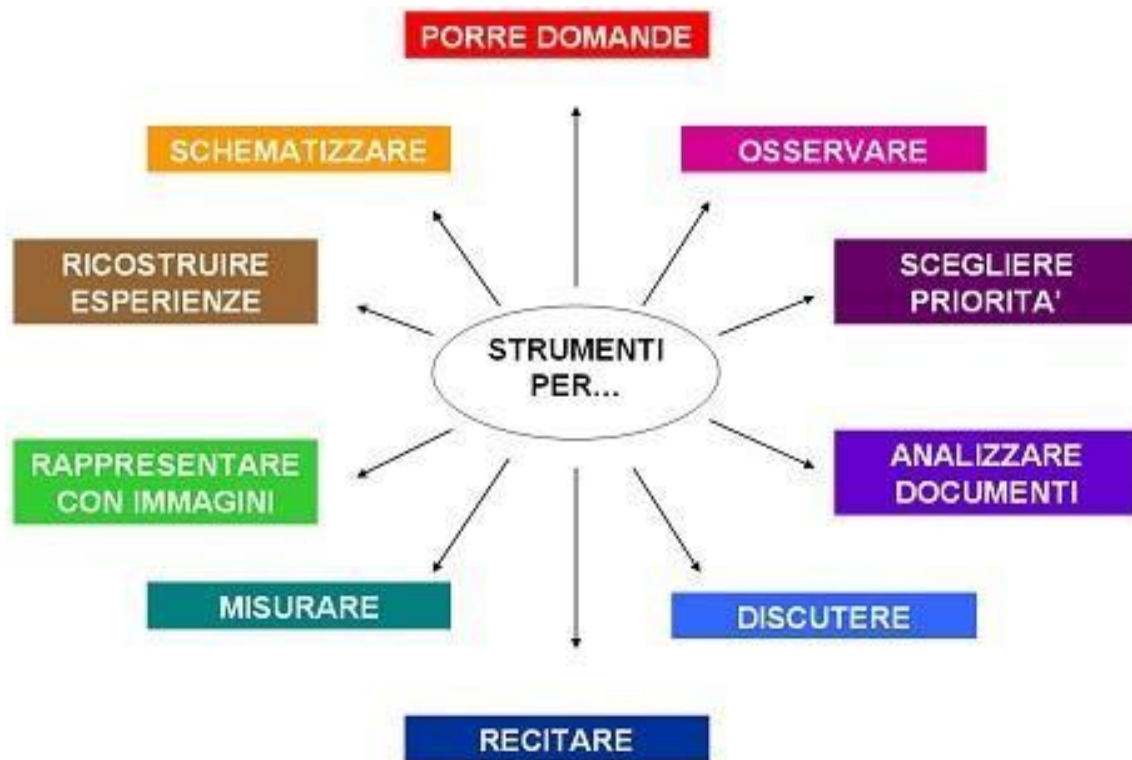 PORRE DOMANDE
SCHEMATIZZARE
OSSERVARE
RICOSTRUIRE
ESPERIENZE
SCEGLIERE
PRIORITA'
STRUMENTI
PER...
RAPPRESENTARE
CON IMMAGINI
ANALIZZARE
DOCUMENTI
MISURARE
DISCUTERE
RECITARE